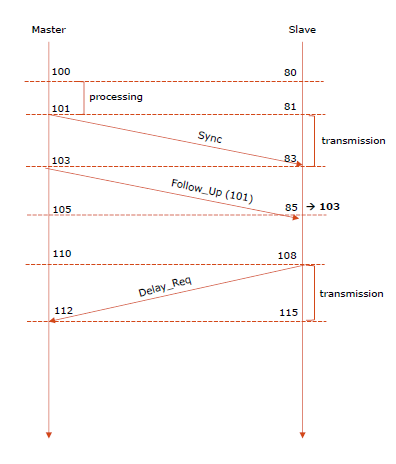 Master Slave
100 80
processing
101 81
Sync
transmission
103 83
Follow_Up (101)
105 85 → 103
110 108
Delay_Req
transmission
112 115